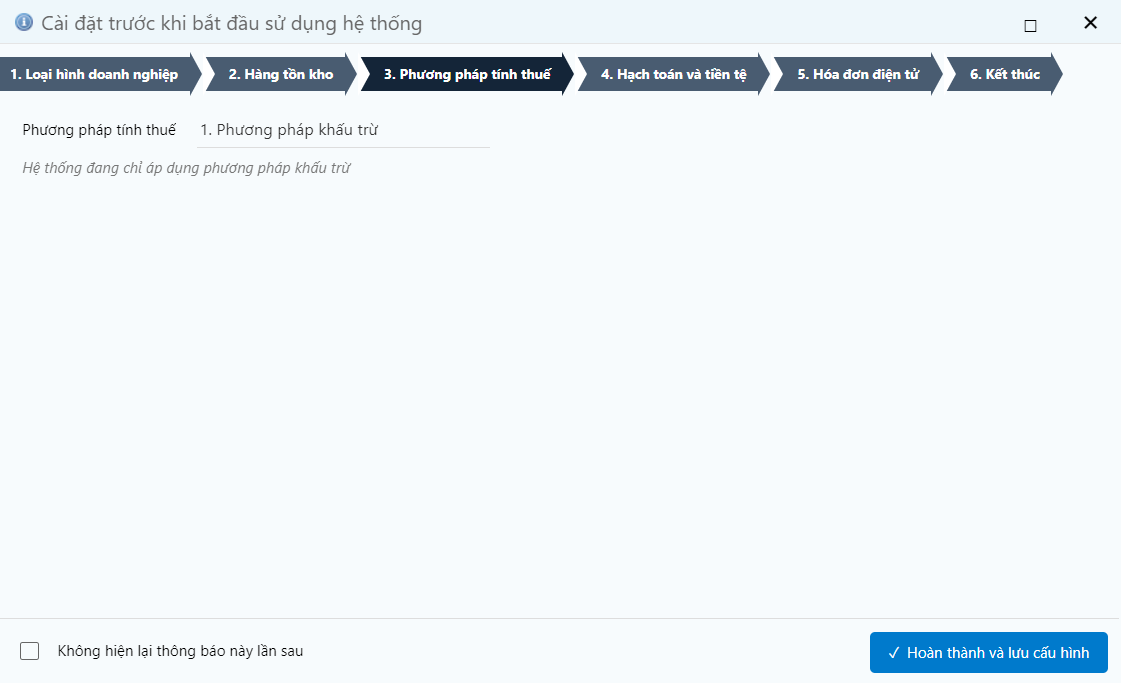 Cài đặt trước khi bắt đầu sử dụng hệ thống
1. Loại hình doanh nghiệp 2. Hàng tồn kho 3. Phương pháp tính thuế 4. Hạch toán và tiền tệ 5. Hóa đơn điện tử 6. Kết thúc
Phương pháp tính thuế 1. Phương pháp khấu trừ
Hệ thống đang chỉ áp dụng phương pháp khấu trừ
Không hiện lại thông báo này lần sau ✓ Hoàn thành và lưu cấu hình